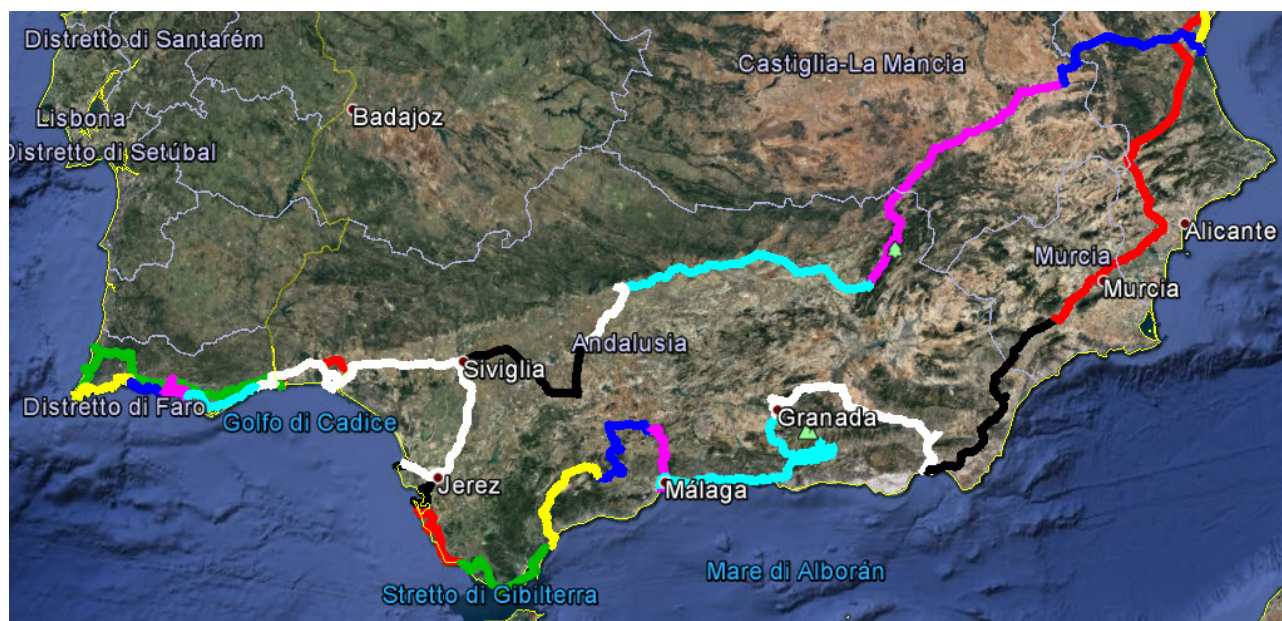 Distretto di Santarém
Castiglia-La Mancia
Badajoz
Lisbona
Distretto di Setúbal
Alicante
Murcia
Murcia
Andalusia
Siviglia
Distretto di Faro
Golfo di Cadice
Granada
Jerez
Málaga
Mare di Alborán
Stretto di Gibilterra